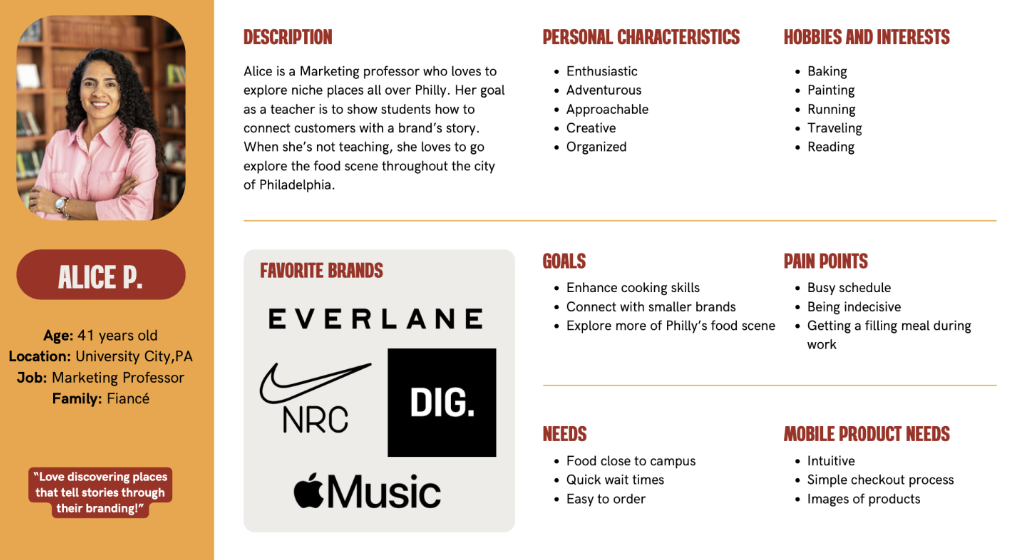 ALICE P.
Age: 41 years old
Location: University City,PA
Job: Marketing Professor
Family: Fiancé
“Love discovering places
that tell stories through
their branding!”
DESCRIPTION
Alice is a Marketing professor who loves to
explore niche places all over Philly. Her goal
as a teacher is to show students how to
connect customers with a brand’s story.
When she’s not teaching, she loves to go
explore the food scene throughout the city
of Philadelphia.
PERSONAL CHARACTERISTICS
• Enthusiastic
• Adventurous
• Approachable
• Creative
• Organized
HOBBIES AND INTERESTS
• Baking
• Painting
• Running
• Traveling
• Reading
FAVORITE BRANDS
EVERLANE
NRC
DIG.
Music
GOALS
• Enhance cooking skills
• Connect with smaller brands
• Explore more of Philly’s food scene
PAIN POINTS
• Busy schedule
• Being indecisive
• Getting a filling meal during
work
NEEDS
• Food close to campus
• Quick wait times
• Easy to order
MOBILE PRODUCT NEEDS
• Intuitive
• Simple checkout process
• Images of products